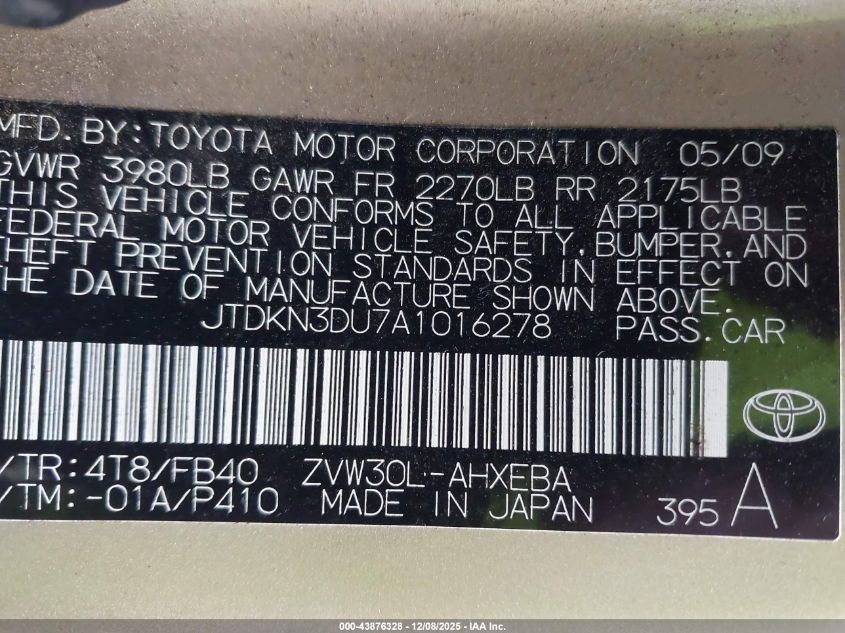 MFD. BY: TOYOTA MOTOR CORPORATION 05/09
GVWR 3980LB GAWR FR 2270LB RR 2175LB
THIS VEHICLE CONFORMS TO ALL APPLICABLE
FEDERAL MOTOR VEHICLE SAFETY, BUMPER, AND
THEFT PREVENTION STANDARDS IN EFFECT ON
THE DATE OF MANUFACTURE SHOWN ABOVE.
JTDKN3DU7A1016278 PASS. CAR
/TR: 4T8/FB40 ZVW30L-AHXEBA
/TM: -01A/P410 MADE IN JAPAN 395 A
000-43876328 - 12/08/2025 - IAA Inc.